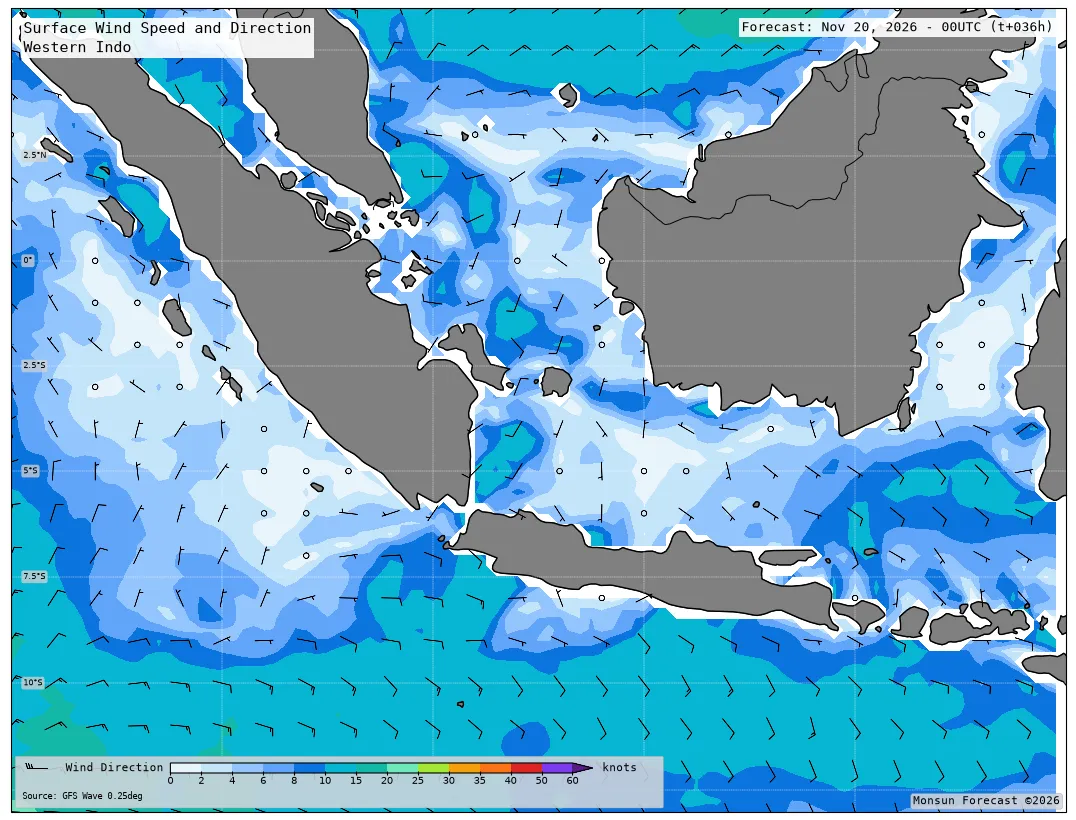 Surface Wind Speed and Direction
Western Indo
Forecast: Nov 20, 2026 - 00UTC (t+036h)
2.5°N
0°
2.5°S
5°S
7.5°S
10°S
Wind Direction
0 2 4 6 8 10 15 20 25 30 35 40 50 60
knots
Source: GFS Wave 0.25deg
Monsun Forecast ©2026